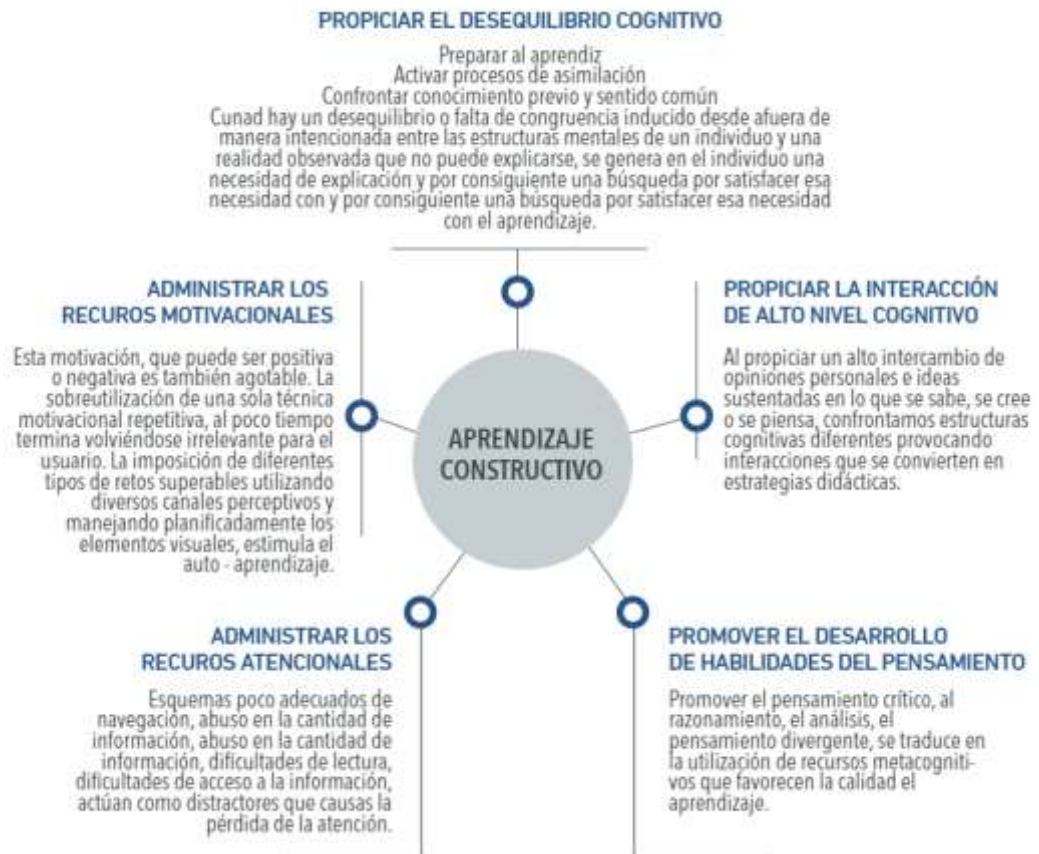 PROPICIAR EL DESEQUILIBRIO COGNITIVO
Preparar al aprendiz
Activar procesos de asimilación
Confrontar conocimiento previo y sentido común
Cunad hay un desequilibrio o falta de congruencia inducido desde afuera de
manera intencionada entre las estructuras mentales de un individuo y una
realidad observada que no puede explicarse, se genera en el individuo una
necesidad de explicación y por consiguiente una búsqueda por satisfacer esa
necesidad con y por consiguiente una búsqueda por satisfacer esa necesidad
con el aprendizaje.
ADMINISTRAR LOS
RECUROS MOTIVACIONALES
Esta motivación, que puede ser positiva
o negativa es también agotable. La
sobreutilización de una sola técnica
motivacional repetitiva, al poco tiempo
termina volviéndose irrelevante para el
usuario. La imposición de diferentes
tipos de retos superables utilizando
diversos canales perceptivos y
manejando planificadamente los
elementos visuales, estimula el
auto - aprendizaje.
PROPICIAR LA INTERACCIÓN
DE ALTO NIVEL COGNITIVO
Al propiciar un alto intercambio de
opiniones personales e ideas
sustentadas en lo que se sabe, se cree
o se piensa, confrontamos estructuras
cognitivas diferentes provocando
interacciones que se convierten en
estrategias didácticas.
APRENDIZAJE
CONSTRUCTIVO
ADMINISTRAR LOS
RECUROS ATENCIONALES
Esquemas poco adecuados de
navegación, abuso en la cantidad de
información, abuso en la cantidad de
información, dificultades de lectura,
dificultades de acceso a la información,
actúan como distractores que causas la
pérdida de la atención.
PROMOVER EL DESARROLLO
DE HABILIDADES DEL PENSAMIENTO
Promover el pensamiento crítico, al
razonamiento, el análisis, el
pensamiento divergente, se traduce en
la utilización de recursos metacogniti-
vos que favorecen la calidad el
aprendizaje.